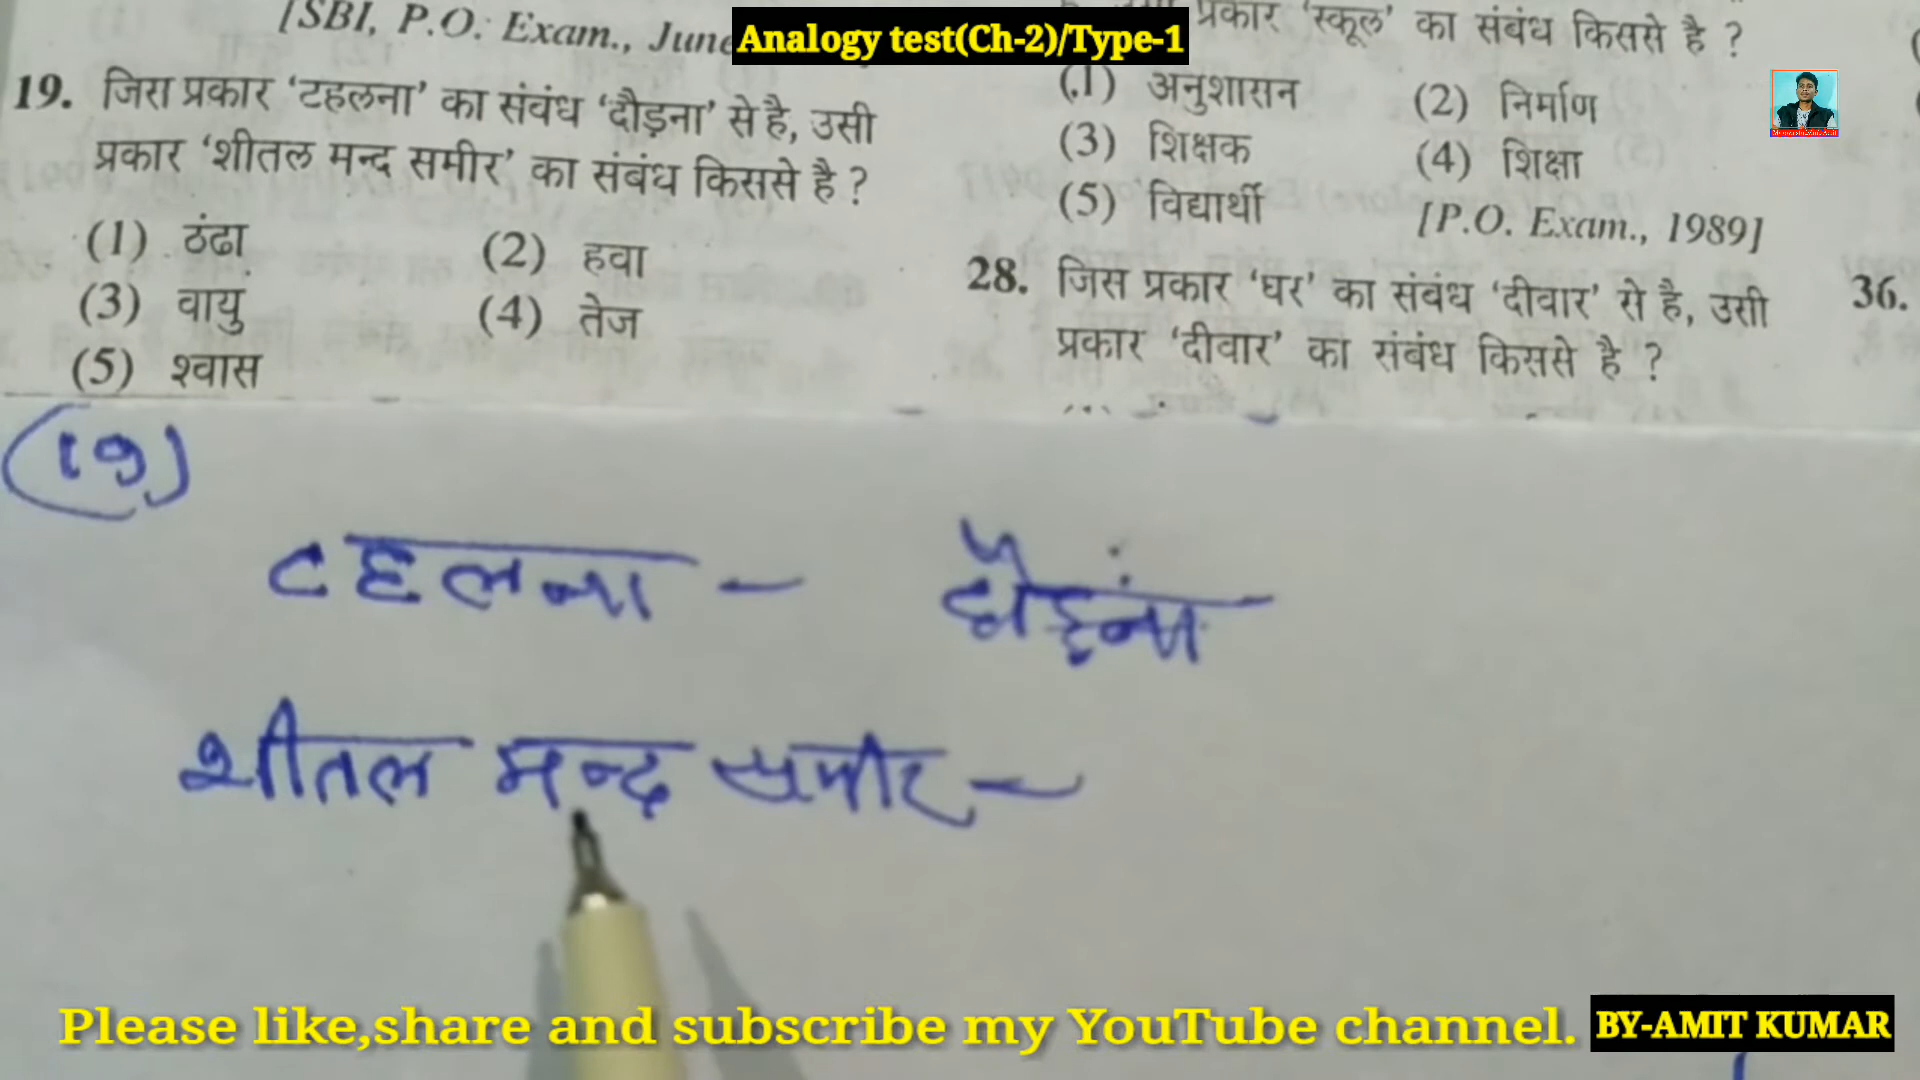 [SBI, P.O. Exam., June
Analogy test(Ch-2)/Type-1
19. जिस प्रकार ‘टहलना’ का संबंध ‘दौड़ना’ से है, उसी
प्रकार ‘शीतल मन्द समीर’ का संबंध किससे है ?
(1) ठंढा (2) हवा
(3) वायु (4) तेज
(5) श्वास
प्रकार ‘स्कूल’ का संबंध किससे है ?
(1) अनुशासन (2) निर्माण
(3) शिक्षक (4) शिक्षा
(5) विद्यार्थी [P.O. Exam., 1989]
28. जिस प्रकार ‘घर’ का संबंध ‘दीवार’ से है, उसी
प्रकार ‘दीवार’ का संबंध किससे है ?
36.
(19)
टहलना – दौड़ना
शीतल मन्द समीर –
Please like,share and subscribe my YouTube channel.
BY-AMIT KUMAR